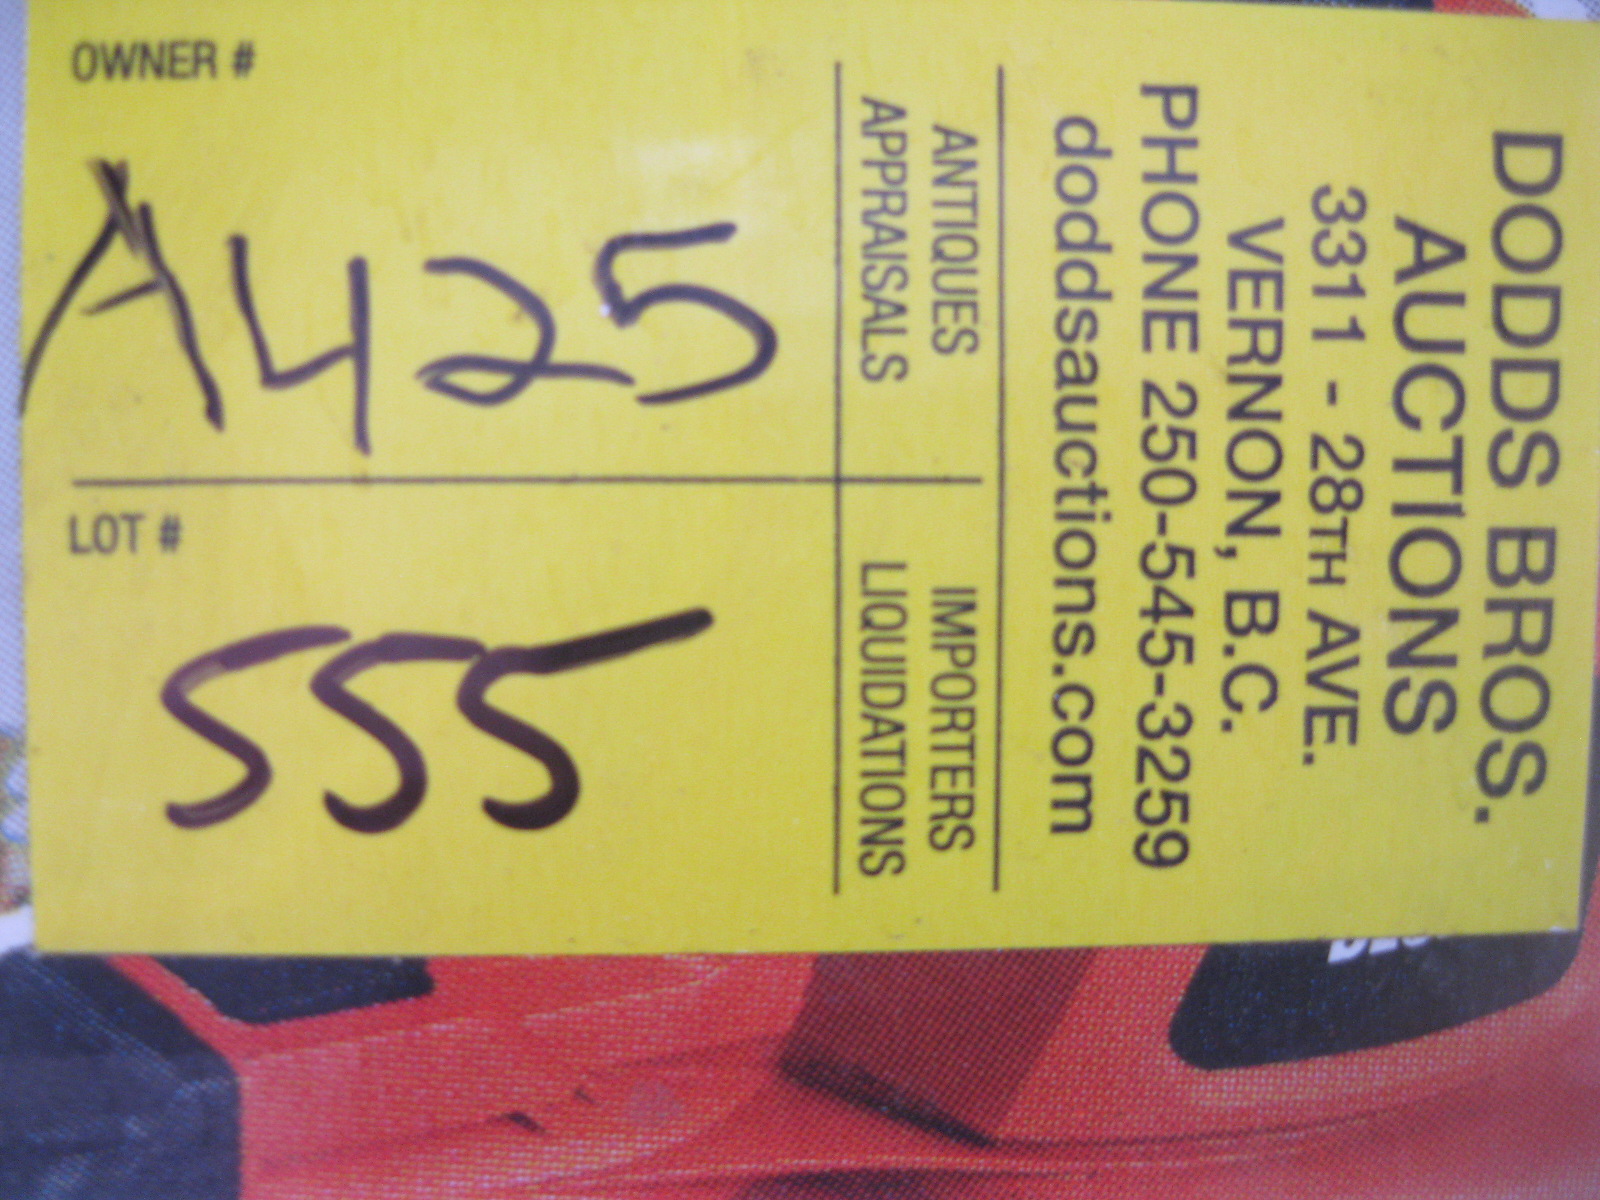 DODDS BROS.
AUCTIONS
3311 - 28TH AVE.
VERNON, B.C.
PHONE 250-545-3259
doddsauctions.com
ANTIQUES IMPORTERS
APPRAISALS LIQUIDATIONS
OWNER # LOT #
A425 555